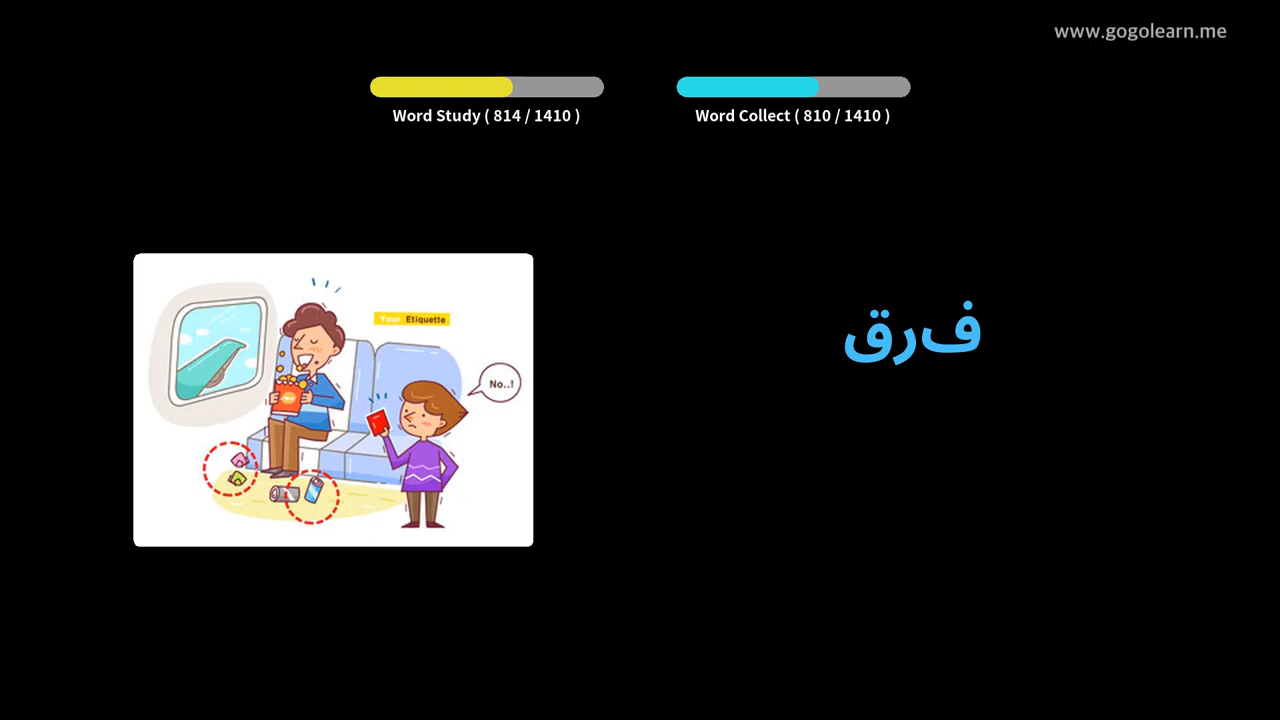 www.gogolearn.me
Word Study ( 814 / 1410 )
Word Collect ( 810 / 1410 )
Your Etiquette
No..!
فرق